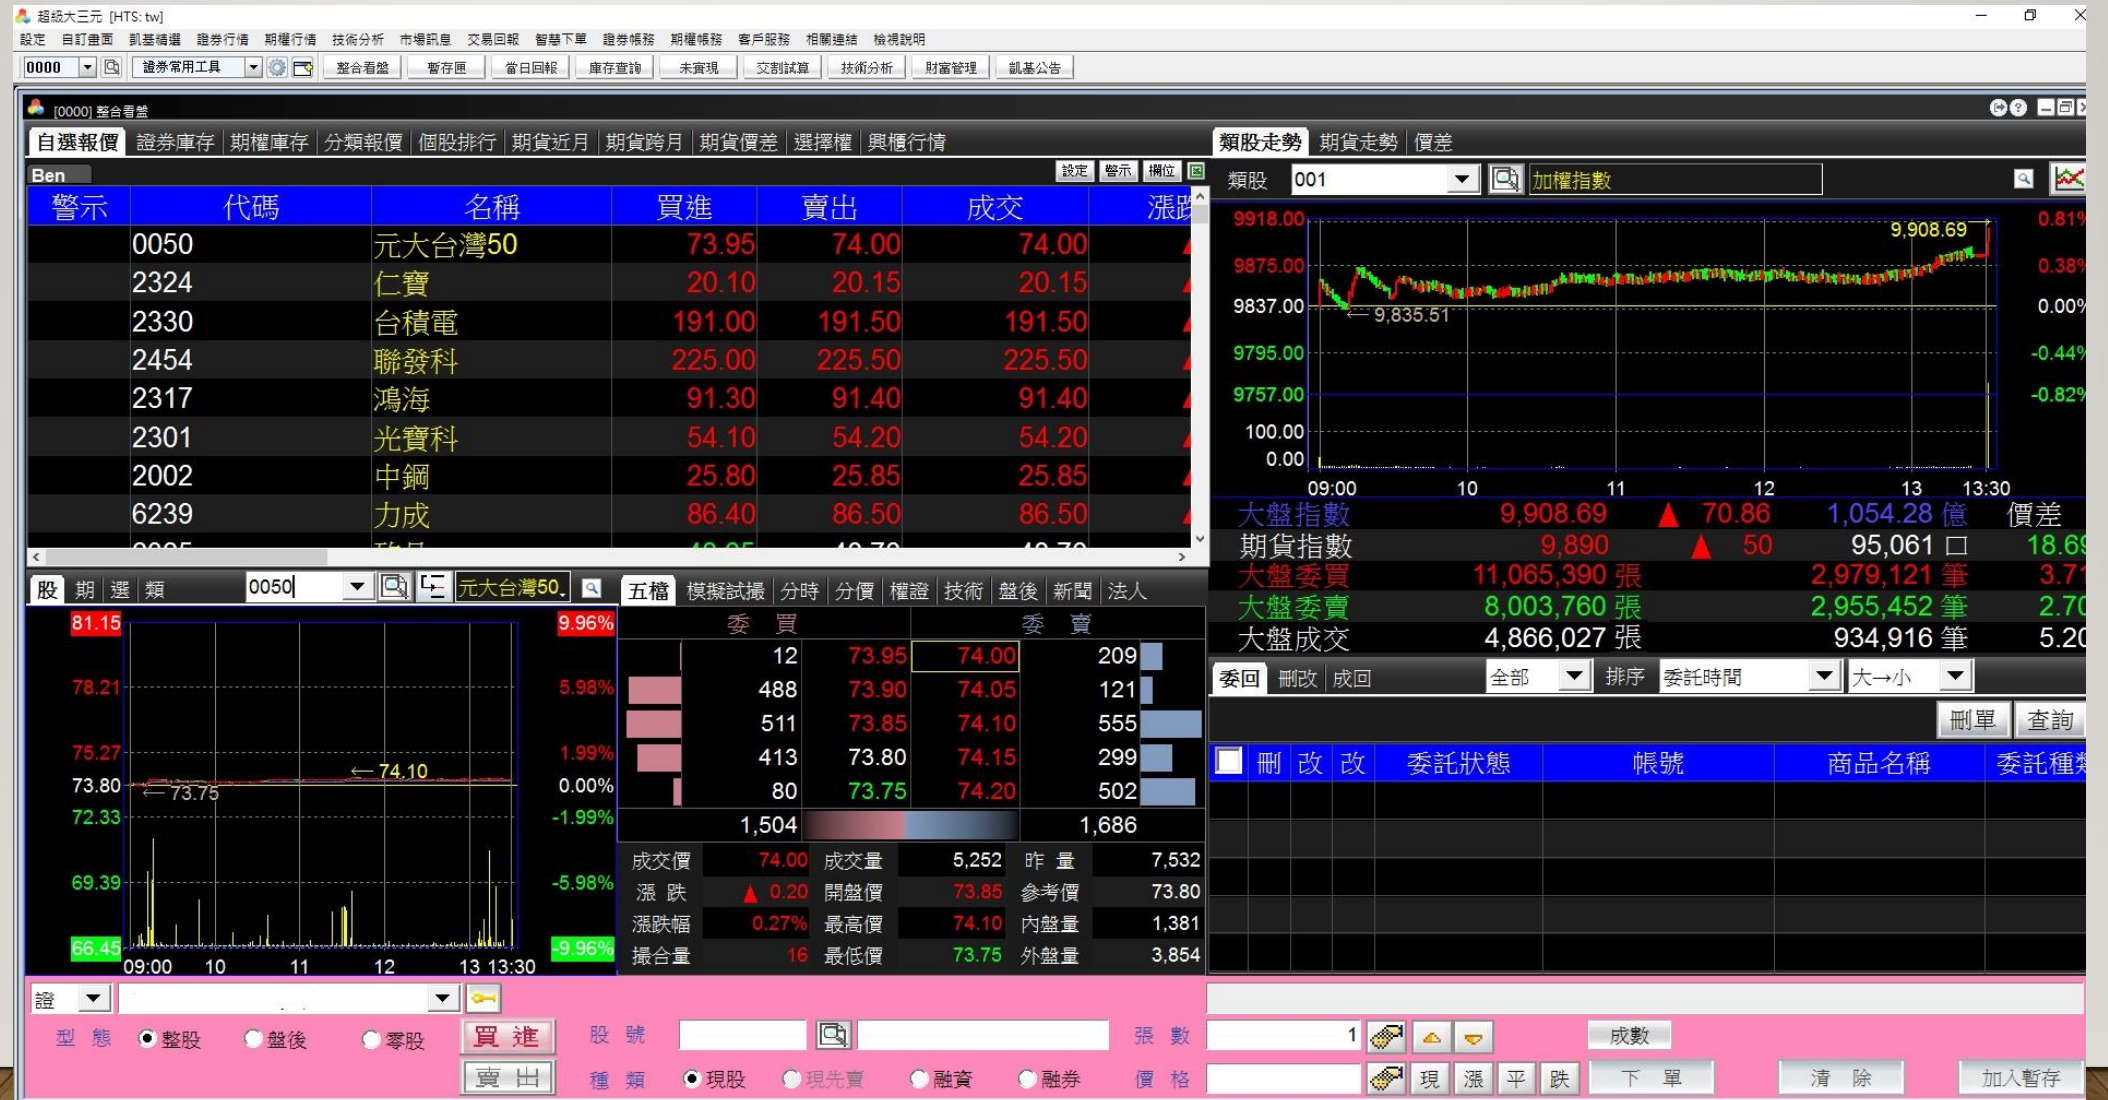 超級大三元 [HTS: tw]
設定 自訂畫面 凱基精選 證券行情 期權行情 技術分析 市場訊息 交易回報 智慧下單 證券帳務 期權帳務 客戶服務 相關連結 檢視說明
0000 證券常用工具 整合看盤 暫存匣 當日回報 庫存查詢 未實現 交割試算 技術分析 財富管理 凱基公告
[0000] 整合看盤
自選報價 證券庫存 期權庫存 分類報價 個股排行 期貨近月 期貨跨月 期貨價差 選擇權 興櫃行情
Ben 設定 警示 欄位
警示 代碼 名稱 買進 賣出 成交 漲跌
0050 元大台灣50 73.95 74.00 74.00
2324 仁寶 20.10 20.15 20.15
2330 台積電 191.00 191.50 191.50
2454 聯發科 225.00 225.50 225.50
2317 鴻海 91.30 91.40 91.40
2301 光寶科 54.10 54.20 54.20
2002 中鋼 25.80 25.85 25.85
6239 力成 86.40 86.50 86.50
類股走勢 期貨走勢 價差
類股 001 加權指數
9918.00 9,908.69 0.81%
9875.00 0.38%
9837.00 ← 9,835.51 0.00%
9795.00 -0.44%
9757.00 -0.82%
100.00
0.00
09:00 10 11 12 13 13:30
大盤指數 9,908.69 ▲ 70.86 1,054.28 億 價差
期貨指數 9,890 ▲ 50 95,061 口 18.69
大盤委買 11,065,390 張 2,979,121 筆 3.71
大盤委賣 8,003,760 張 2,955,452 筆 2.70
大盤成交 4,866,027 張 934,916 筆 5.20
股 期 選 類 0050 元大台灣50.
81.15 9.96%
78.21 5.98%
75.27 1.99%
← 74.10
73.80 ← 73.75 0.00%
72.33 -1.99%
69.39 -5.98%
66.45 -9.96%
09:00 10 11 12 13 13:30
五檔 模擬試撮 分時 分價 權證 技術 盤後 新聞 法人
委 買 委 賣
12 73.95 74.00 209
488 73.90 74.05 121
511 73.85 74.10 555
413 73.80 74.15 299
80 73.75 74.20 502
1,504 1,686
成交價 74.00 成交量 5,252 昨 量 7,532
漲 跌 ▲ 0.20 開盤價 73.85 參考價 73.80
漲跌幅 0.27% 最高價 74.10 內盤量 1,381
撮合量 16 最低價 73.75 外盤量 3,854
委回 刪改 成回 全部 排序 委託時間 大→小
刪單 查詢
刪 改 改 委託狀態 帳號 商品名稱 委託種類
證
型 態 整股 盤後 零股 買 進 股 號 張 數 1 成數
賣 出 種 類 現股 現先賣 融資 融券 價 格 現 漲 平 跌 下 單 清 除 加入暫存